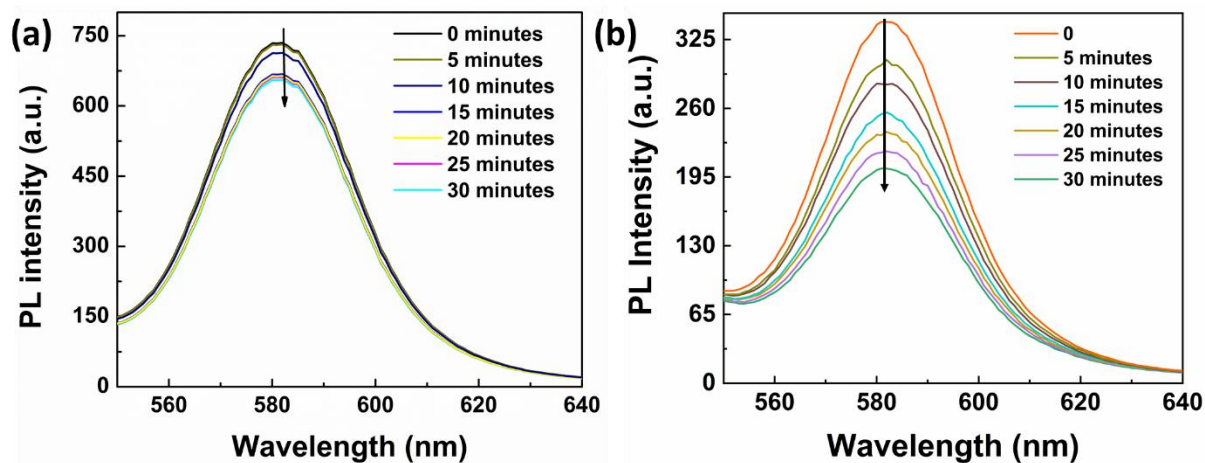 (a)
PL intensity (a.u.)
750
600
450
300
150
0
0 minutes
5 minutes
10 minutes
15 minutes
20 minutes
25 minutes
30 minutes
560 580 600 620 640
Wavelength (nm)
(b)
PL Intensity (a.u.)
325
260
195
130
65
0
0
5 minutes
10 minutes
15 minutes
20 minutes
25 minutes
30 minutes
560 580 600 620 640
Wavelength (nm)